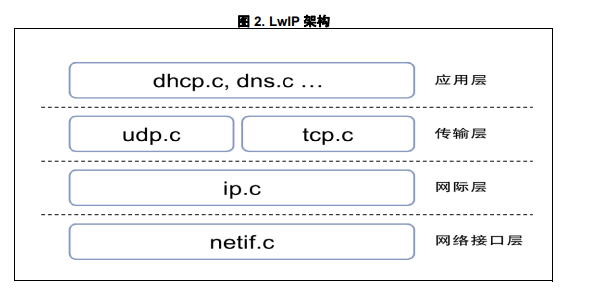 图 2. LwIP 架构
dhcp.c, dns.c ... 应用层
udp.c tcp.c 传输层
ip.c 网际层
netif.c 网络接口层